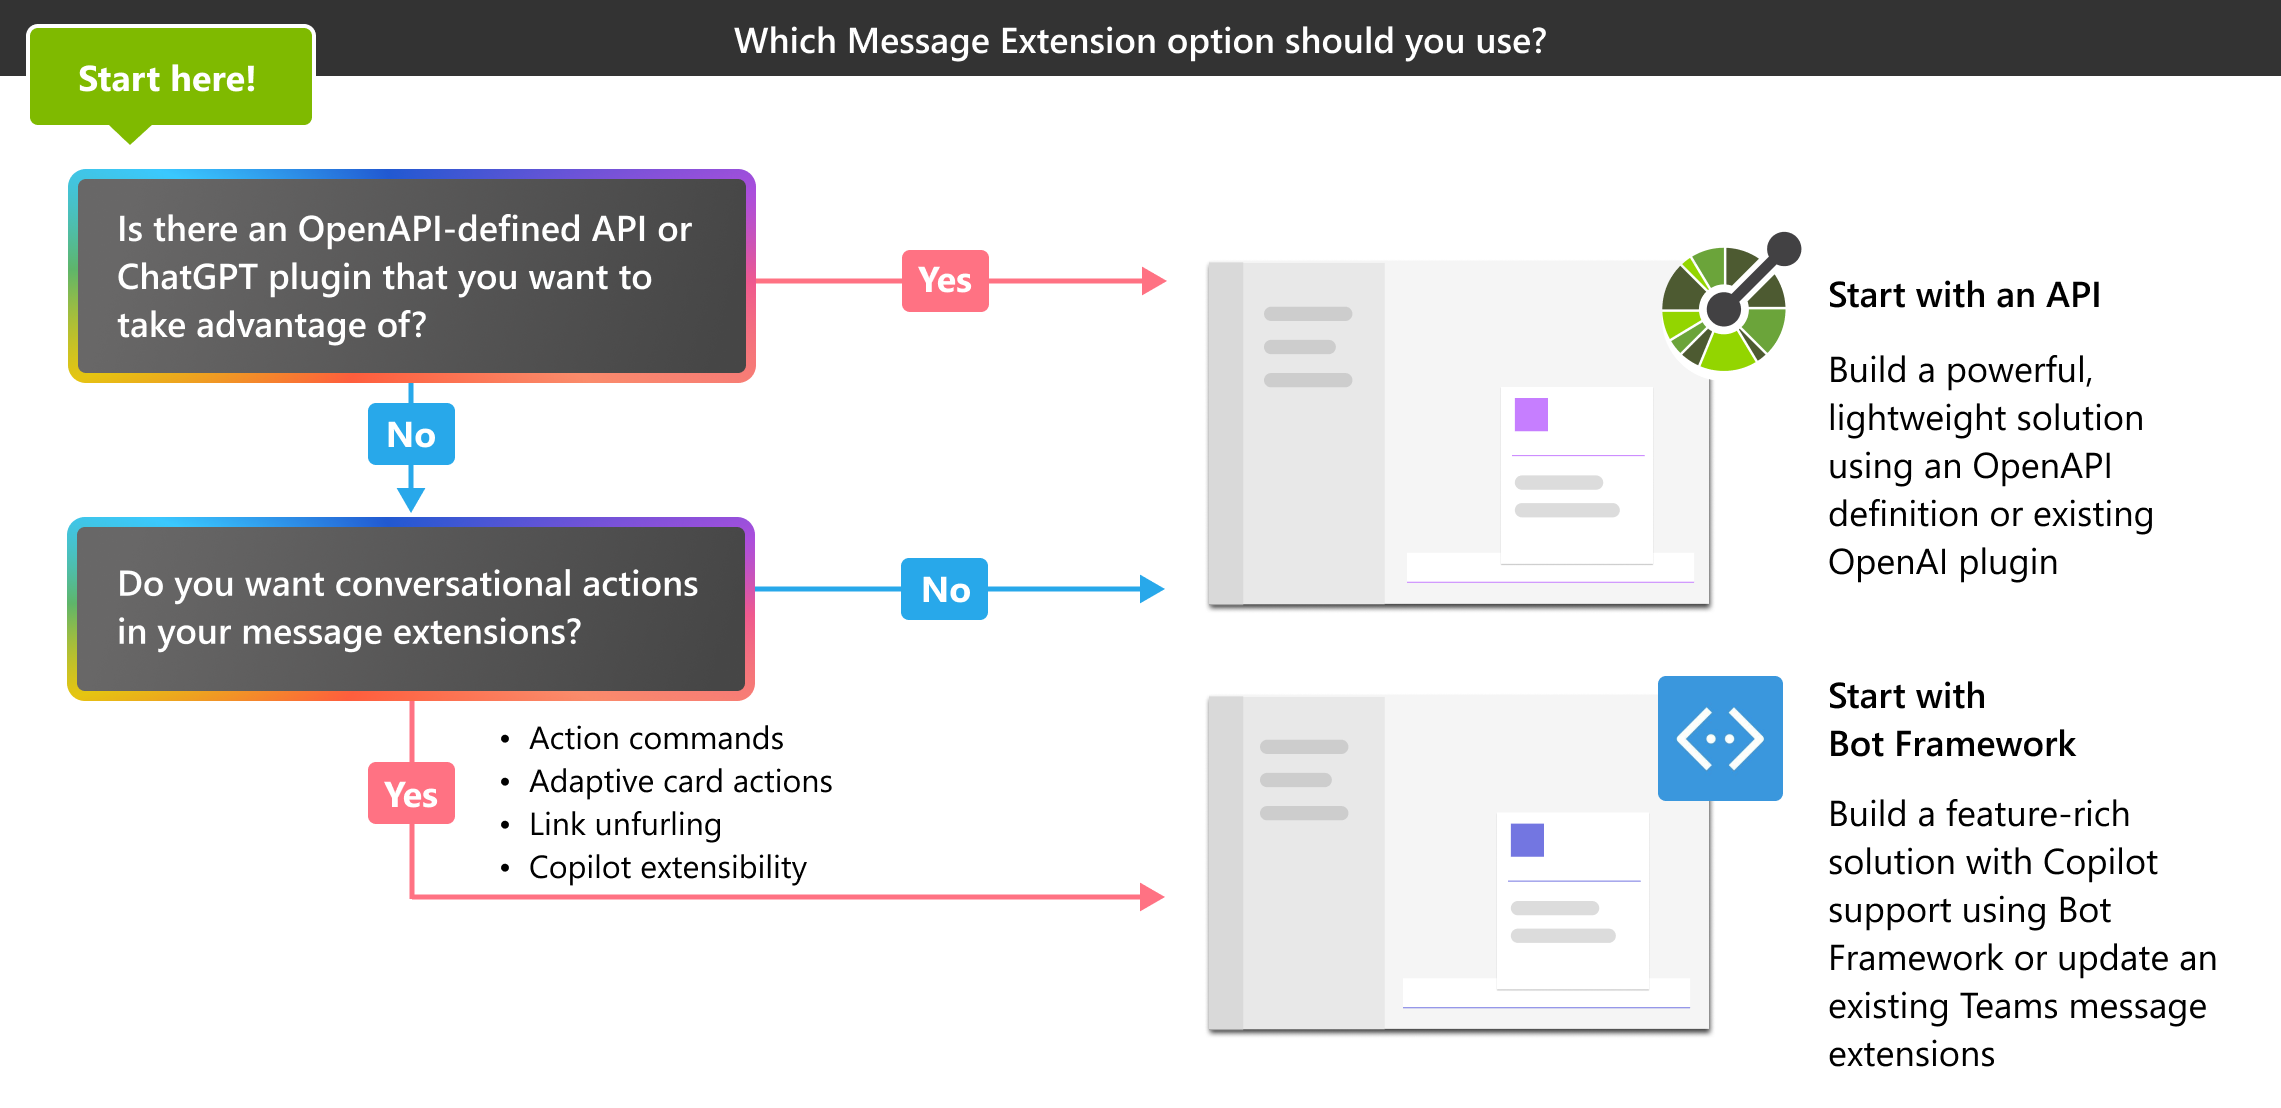 Which Message Extension option should you use?
Start here!
Is there an OpenAPI-defined API or
ChatGPT plugin that you want to
take advantage of?
Yes
No
Start with an API
Build a powerful,
lightweight solution
using an OpenAPI
definition or existing
OpenAI plugin
Do you want conversational actions
in your message extensions?
No
Yes
• Action commands
• Adaptive card actions
• Link unfurling
• Copilot extensibility
Start with
Bot Framework
Build a feature-rich
solution with Copilot
support using Bot
Framework or update an
existing Teams message
extensions